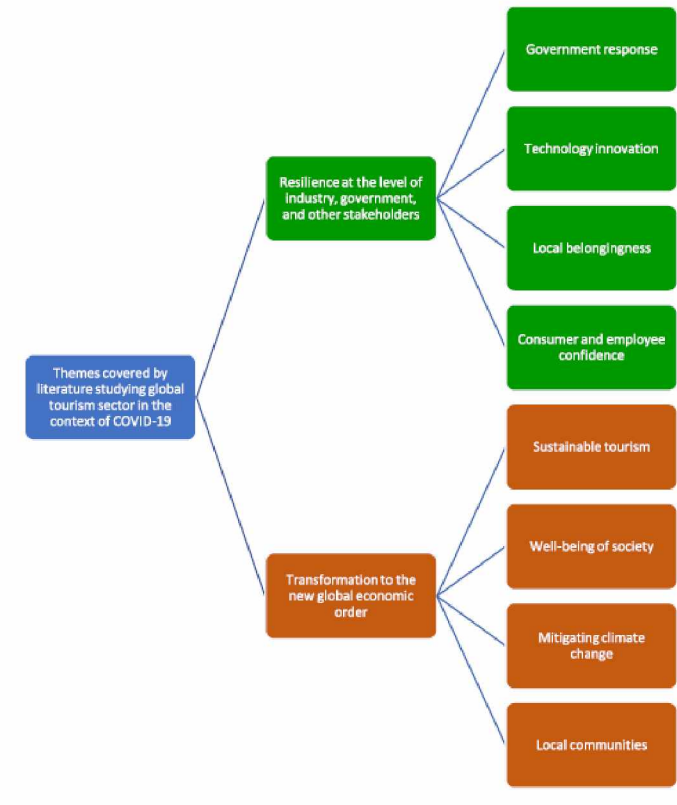 Themes covered by
literature studying global
tourism sector in the
context of COVID-19
Resilience at the level of
industry, government,
and other stakeholders
Government response
Technology innovation
Local belongingness
Consumer and employee
confidence
Transformation to the
new global economic
order
Sustainable tourism
Well-being of society
Mitigating climate
change
Local communities